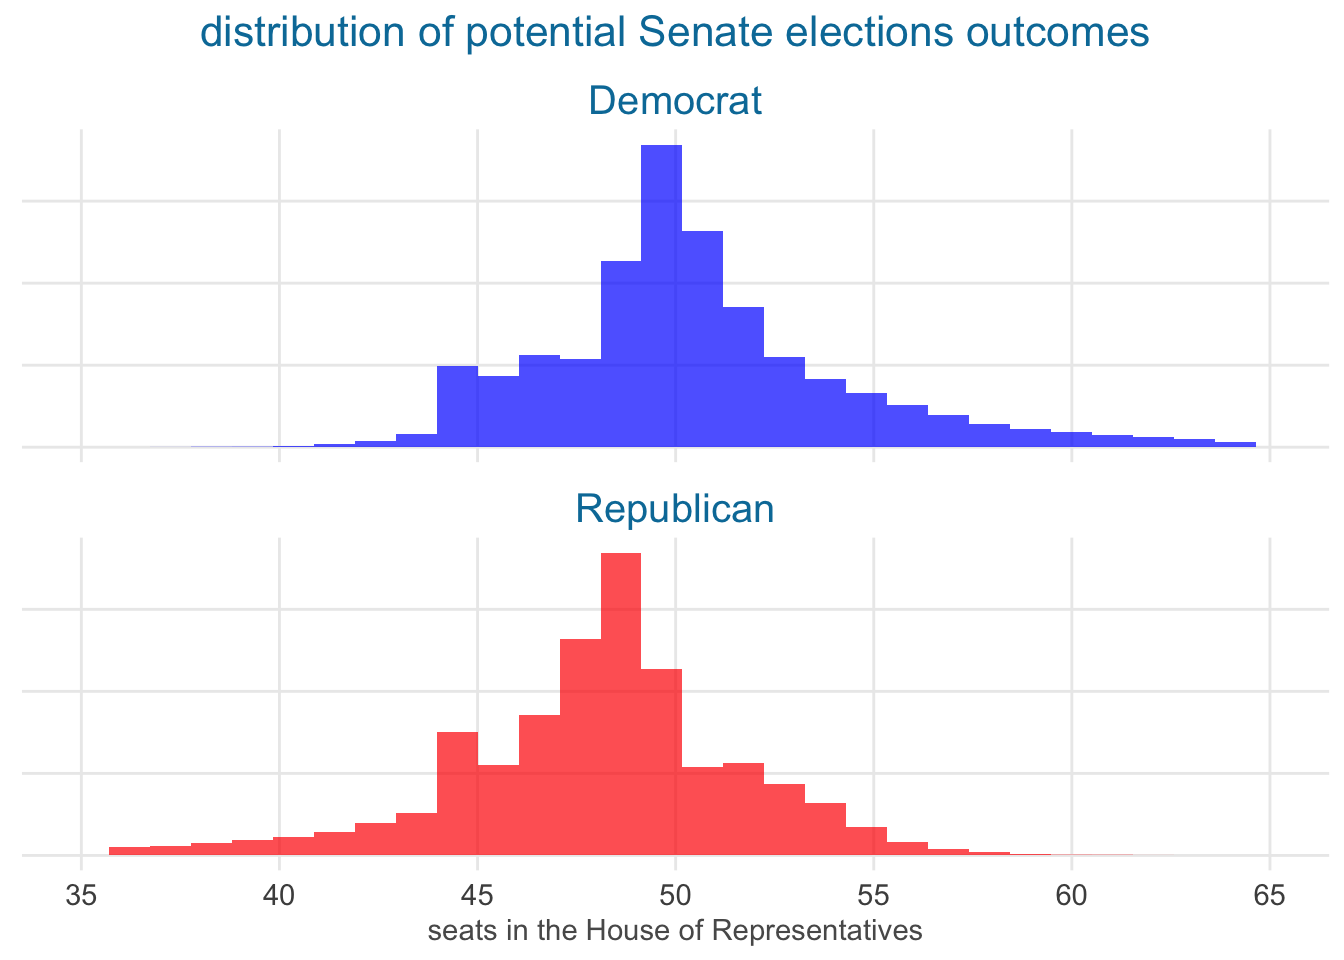 distribution of potential Senate elections outcomes
Democrat
Republican
35 40 45 50 55 60 65
seats in the House of Representatives